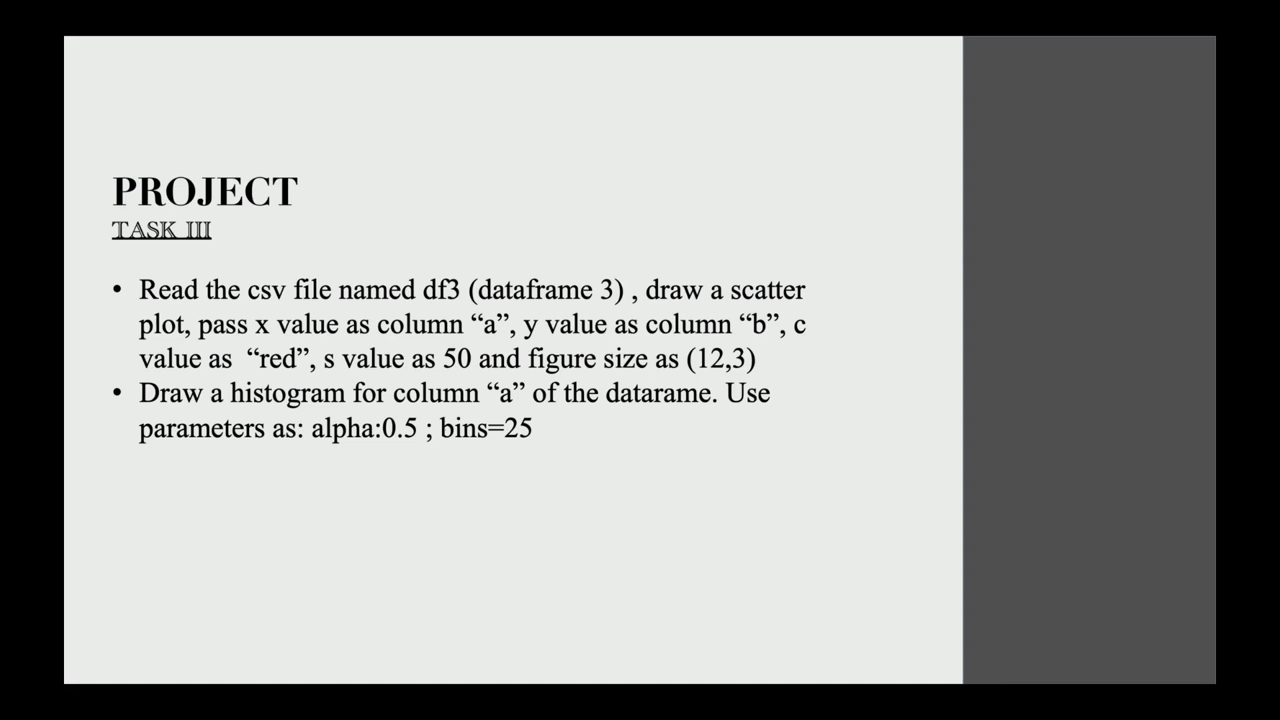 PROJECT
TASK III
• Read the csv file named df3 (dataframe 3) , draw a scatter
plot, pass x value as column “a”, y value as column “b”, c
value as “red”, s value as 50 and figure size as (12,3)
• Draw a histogram for column “a” of the datarame. Use
parameters as: alpha:0.5 ; bins=25